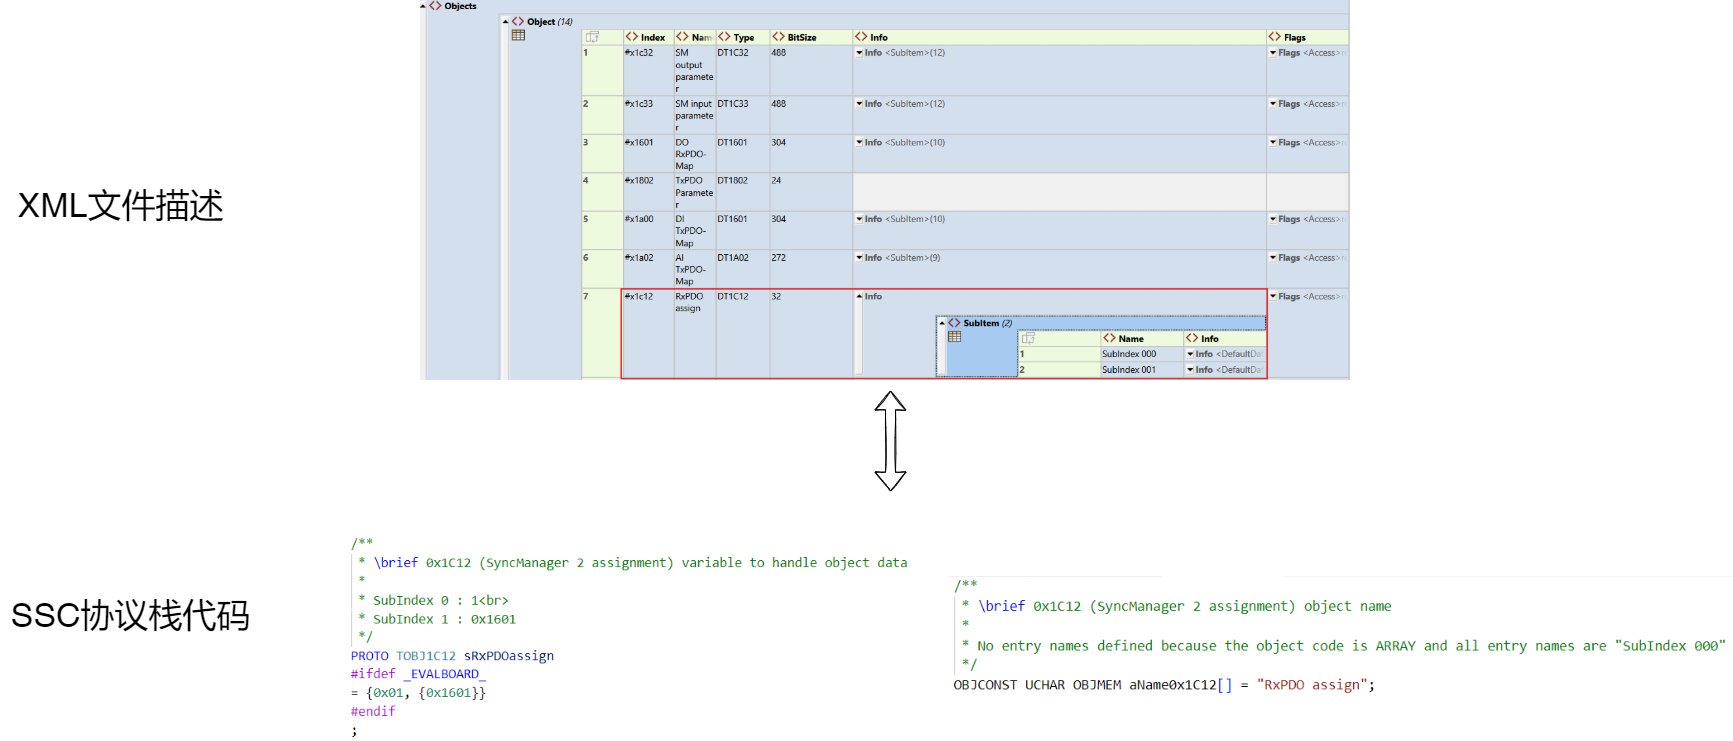 Objects
Object (14)
Index Nam Type BitSize Info Flags
1 #x1c32 SM output paramete r DT1C32 488 Info <SubItem>(12) Flags <Access>
2 #x1c33 SM input paramete r DT1C33 488 Info <SubItem>(12) Flags <Access>
3 #x1601 DO RxPDO-Map DT1601 304 Info <SubItem>(10) Flags <Access>
4 #x1802 TxPDO Paramete r DT1802 24
5 #x1a00 DI TxPDO-Map DT1601 304 Info <SubItem>(10) Flags <Access>
6 #x1a02 AI TxPDO-Map DT1A02 272 Info <SubItem>(9) Flags <Access>
7 #x1c12 RxPDO assign DT1C12 32 Info Flags <Access>
SubItem (2)
Name Info
1 SubIndex 000 Info <DefaultDa
2 SubIndex 001 Info <DefaultDa
XML文件描述
SSC协议栈代码
/**
* \brief 0x1C12 (SyncManager 2 assignment) variable to handle object data
*
* SubIndex 0 : 1<br>
* SubIndex 1 : 0x1601
*/
PROTO TOBJ1C12 sRxPDOassign
#ifdef _EVALBOARD_
= {0x01, {0x1601}}
#endif
;
/**
* \brief 0x1C12 (SyncManager 2 assignment) object name
*
* No entry names defined because the object code is ARRAY and all entry names are "SubIndex 000"
*/
OBJCONST UCHAR OBJMEM aName0x1C12[] = "RxPDO assign";